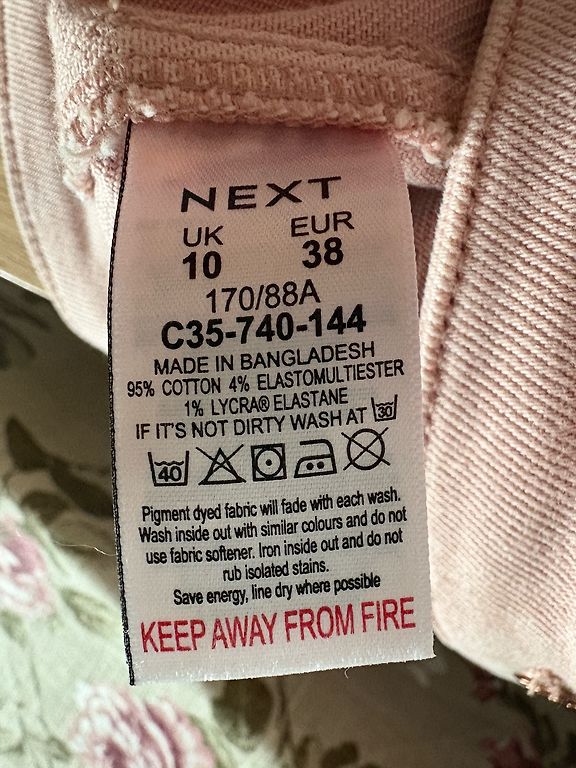 NEXT
UK EUR
10 38
170/88A
C35-740-144
MADE IN BANGLADESH
95% COTTON 4% ELASTOMULTIESTER
1% LYCRA® ELASTANE
IF IT'S NOT DIRTY WASH AT 30
40
Pigment dyed fabric will fade with each wash.
Wash inside out with similar colours and do not
use fabric softener. Iron inside out and do not
rub isolated stains.
Save energy, line dry where possible
KEEP AWAY FROM FIRE